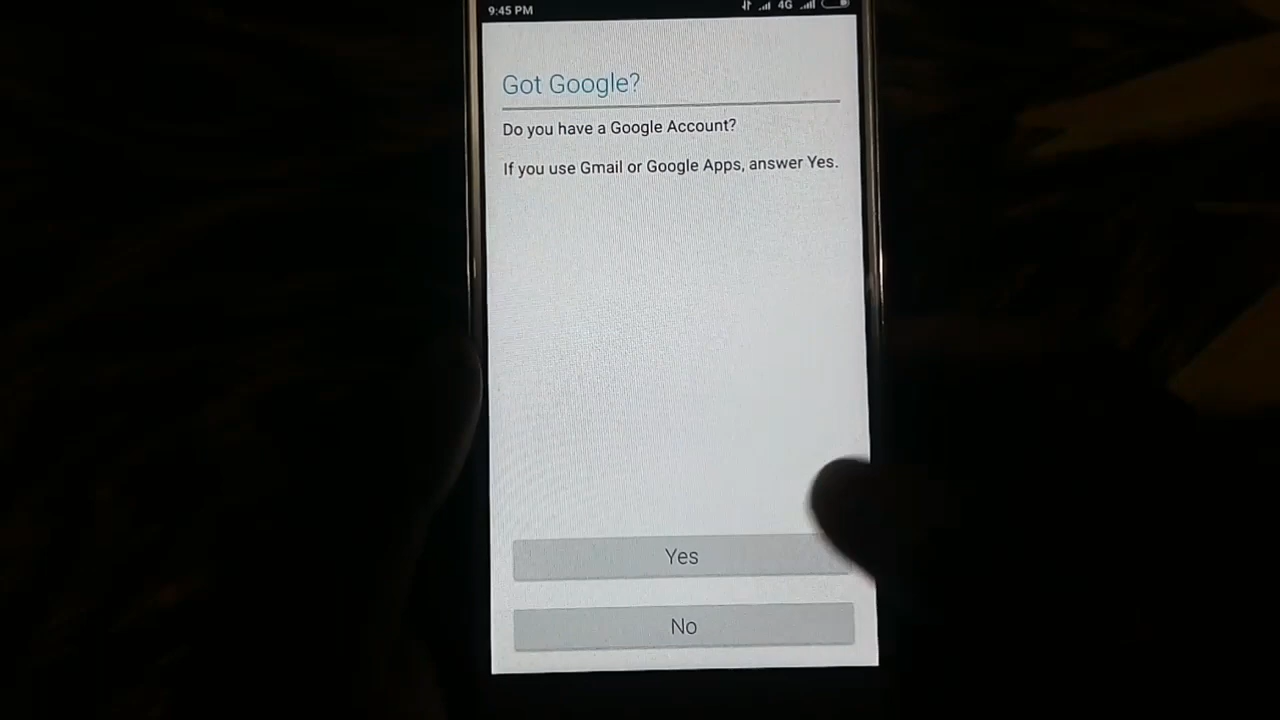 9:45 PM 4G
Got Google?
Do you have a Google Account?
If you use Gmail or Google Apps, answer Yes.
Yes
No